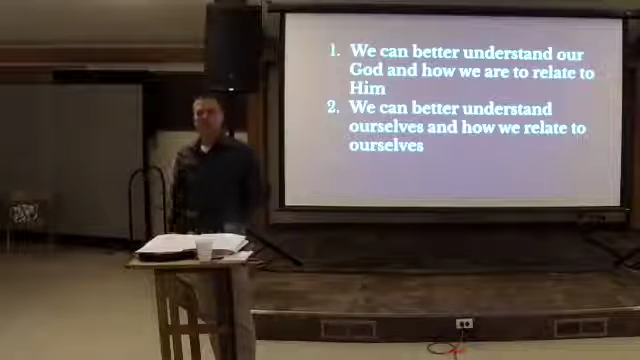 1. We can better understand our
God and how we are to relate to
Him
2. We can better understand
ourselves and how we relate to
ourselves